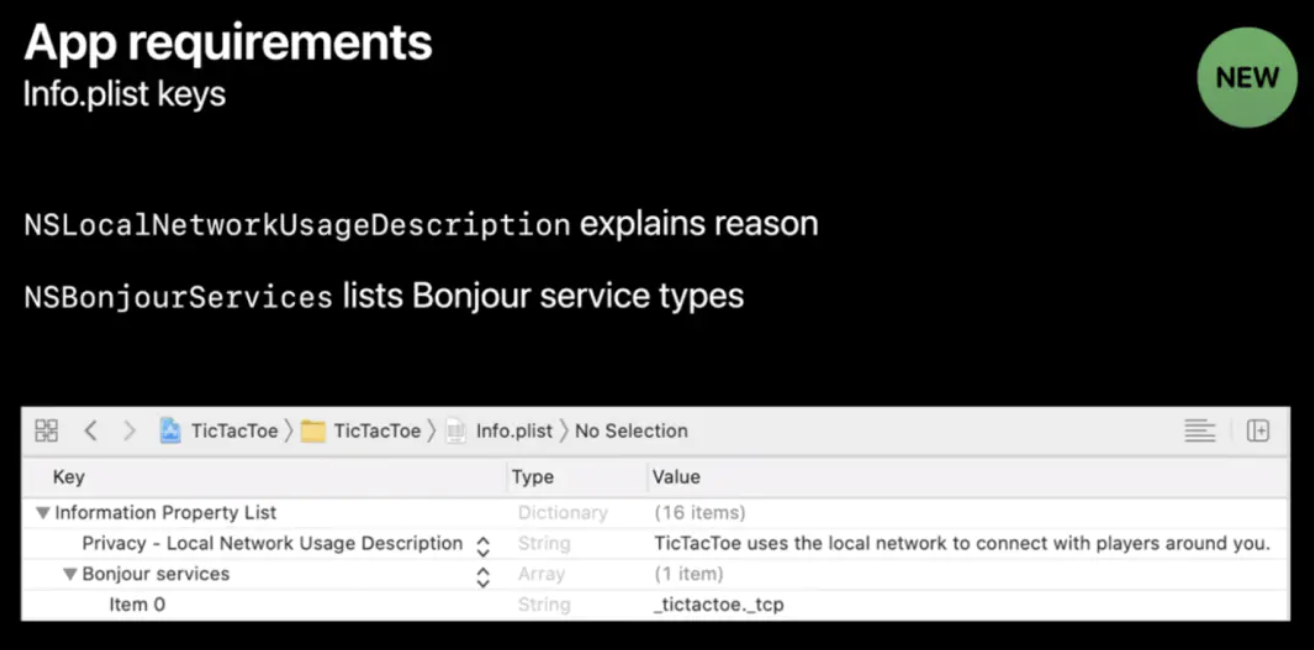 App requirements
NEW
Info.plist keys
NSLocalNetworkUsageDescription explains reason
NSBonjourServices lists Bonjour service types
TicTacToe TicTacToe Info.plist No Selection
Key Type Value
Information Property List Dictionary (16 items)
Privacy - Local Network Usage Description String TicTacToe uses the local network to connect with players around you.
Bonjour services Array (1 item)
Item 0 String _tictactoe._tcp